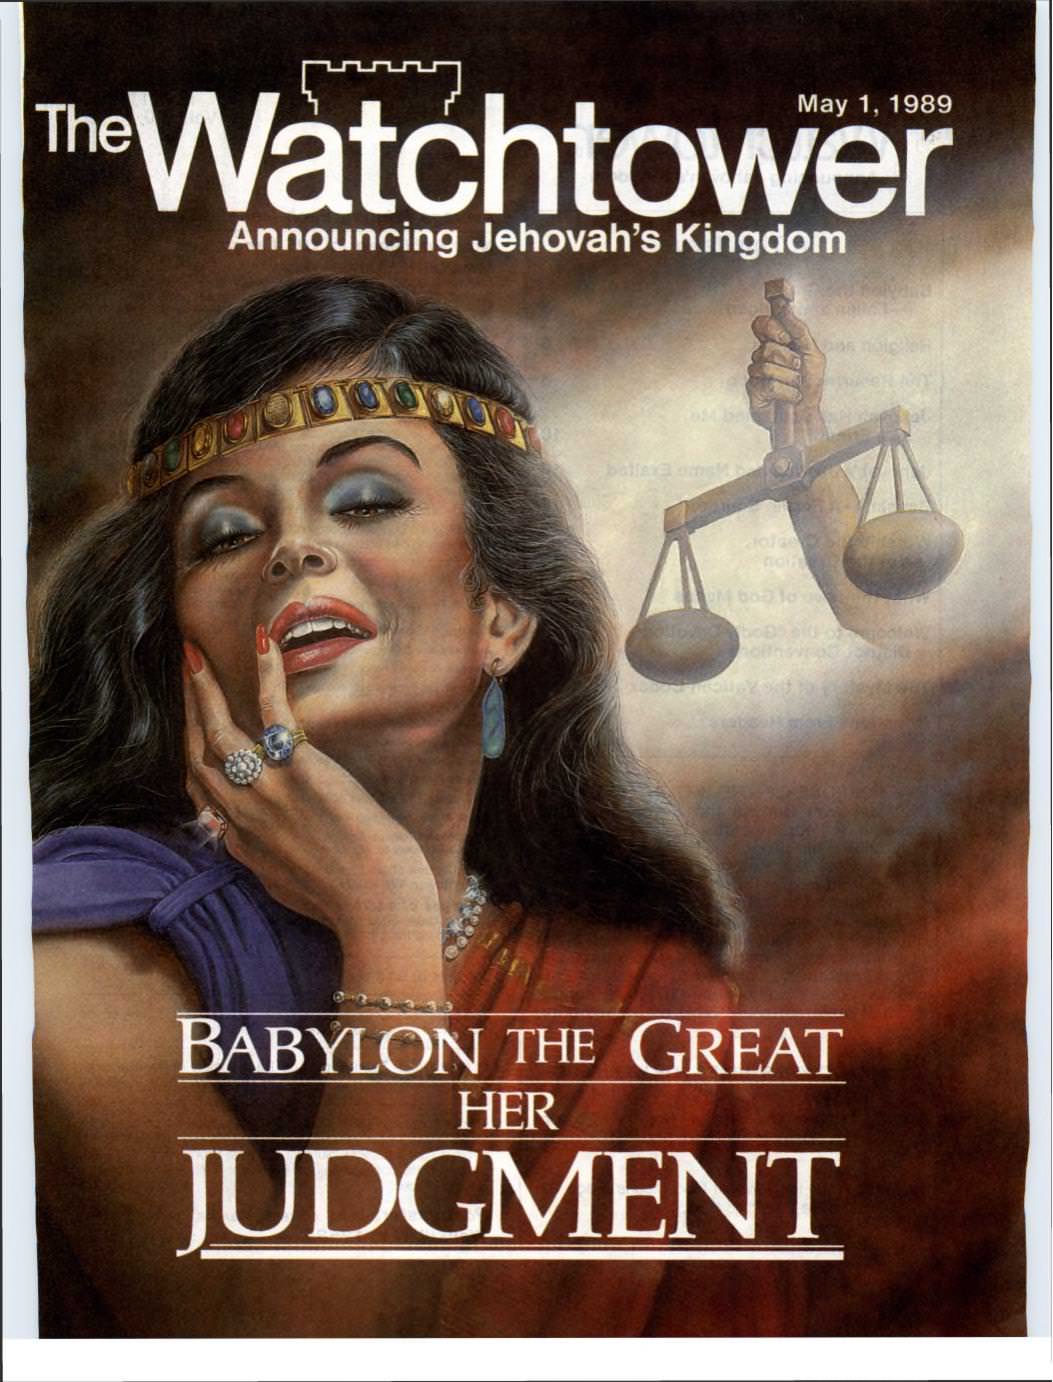 May 1, 1989
The Watchtower
Announcing Jehovah's Kingdom
BABYLON THE GREAT
HER
JUDGMENT